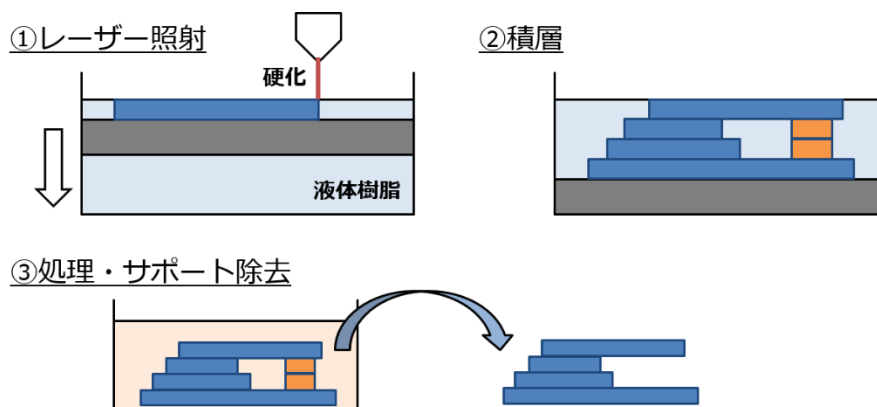 ①レーザー照射
②積層
硬化
液体樹脂
③処理・サポート除去